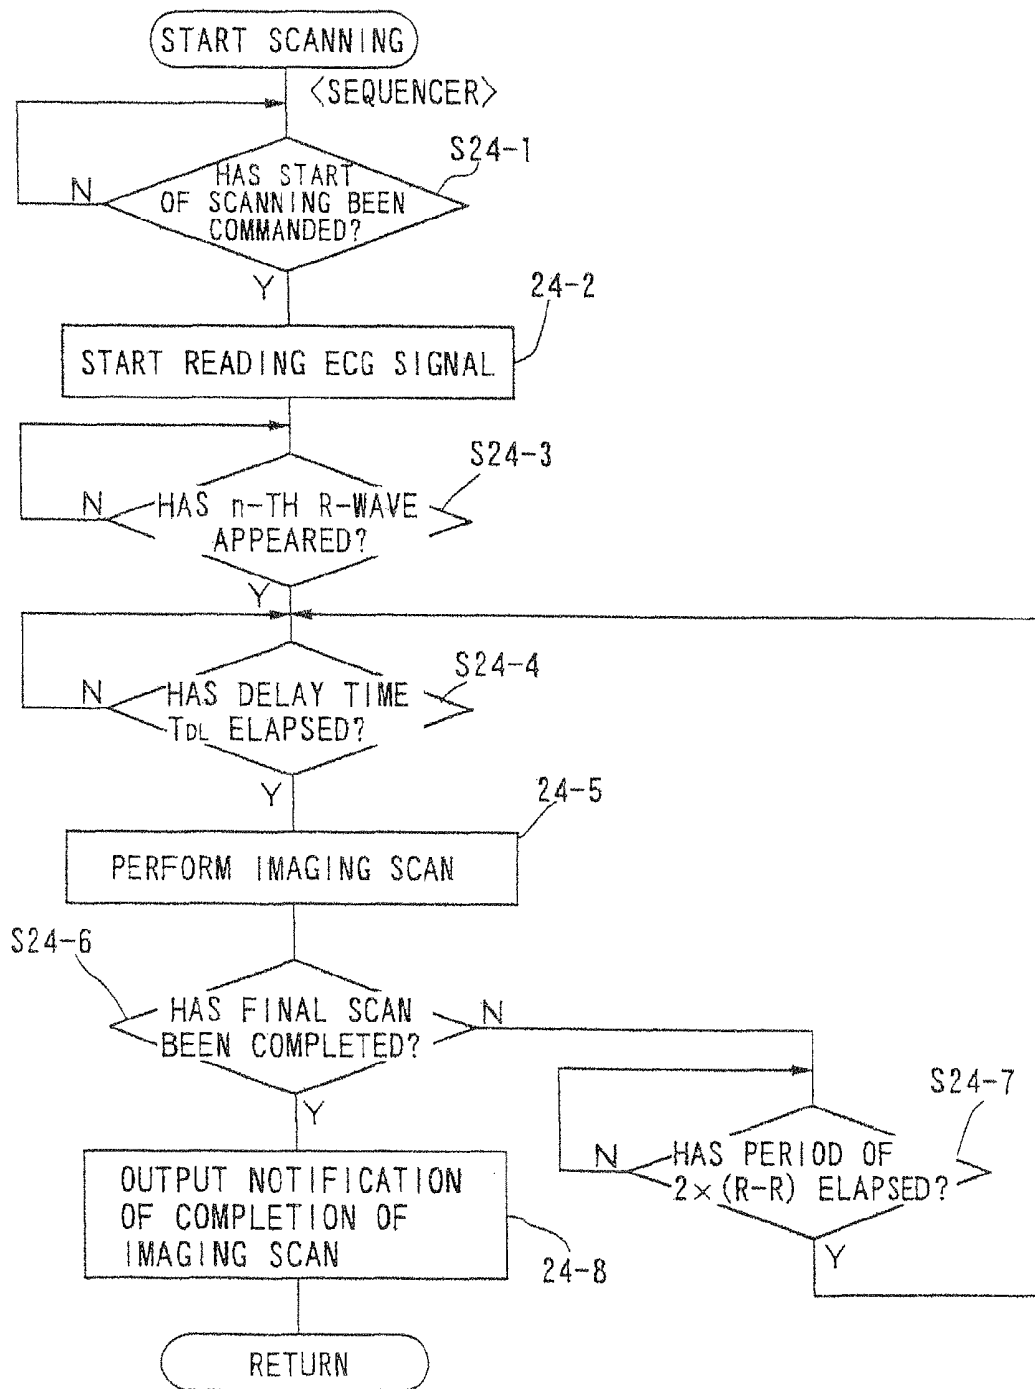 START SCANNING
<SEQUENCER>
S24-1
HAS START
OF SCANNING BEEN
COMMANDED?
N
Y
24-2
START READING ECG SIGNAL
S24-3
N
HAS n-TH R-WAVE
APPEARED?
Y
S24-4
N
HAS DELAY TIME
TDL ELAPSED?
Y
24-5
PERFORM IMAGING SCAN
S24-6
HAS FINAL SCAN
BEEN COMPLETED?
N
Y
S24-7
N
HAS PERIOD OF
2×(R-R) ELAPSED?
Y
OUTPUT NOTIFICATION
OF COMPLETION OF
IMAGING SCAN
24-8
RETURN